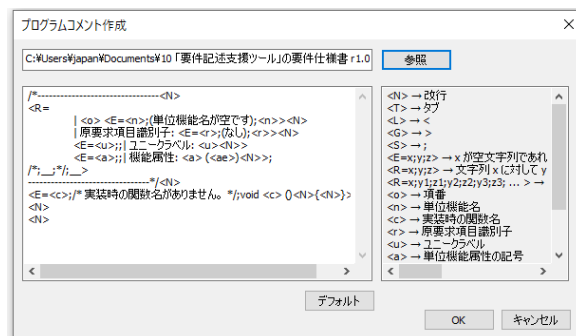 プログラムコメント作成
C:¥Users¥japan¥Documents¥10 「要件記述支援ツール」の要件仕様書 r1.0
参照
/*-------------------------------<N>
<R=
| <o> <E=<n>;(単位機能名が空です);<n>><N>
| 原要求項目識別子: <E=<r>;(なし);<r>><N>
<E=<u>;;| ユニークラベル: <u><N>>
<E=<a>;;| 機能属性: <a> (<ae>)<N>>;
/*;__;*/;__>
-------------------------------*/<N>
<E=<c>;/* 実装時の関数名がありません。*/;void <c> ()<N>{<N>}>
<N>
<N>
<N> → 改行
<T> → タブ
<L> → <
<G> → >
<S> → ;
<E=x;y;z> → x が空文字列であれ
<R=x;y;z> → 文字列 x に対して y
<R=x;y1;z1;y2;z2;y3;z3; ... > →
<o> → 項番
<n> → 単位機能名
<c> → 実装時の関数名
<r> → 原要求項目識別子
<u> → ユニークラベル
<a> → 単位機能属性の記号
デフォルト
OK
キャンセル